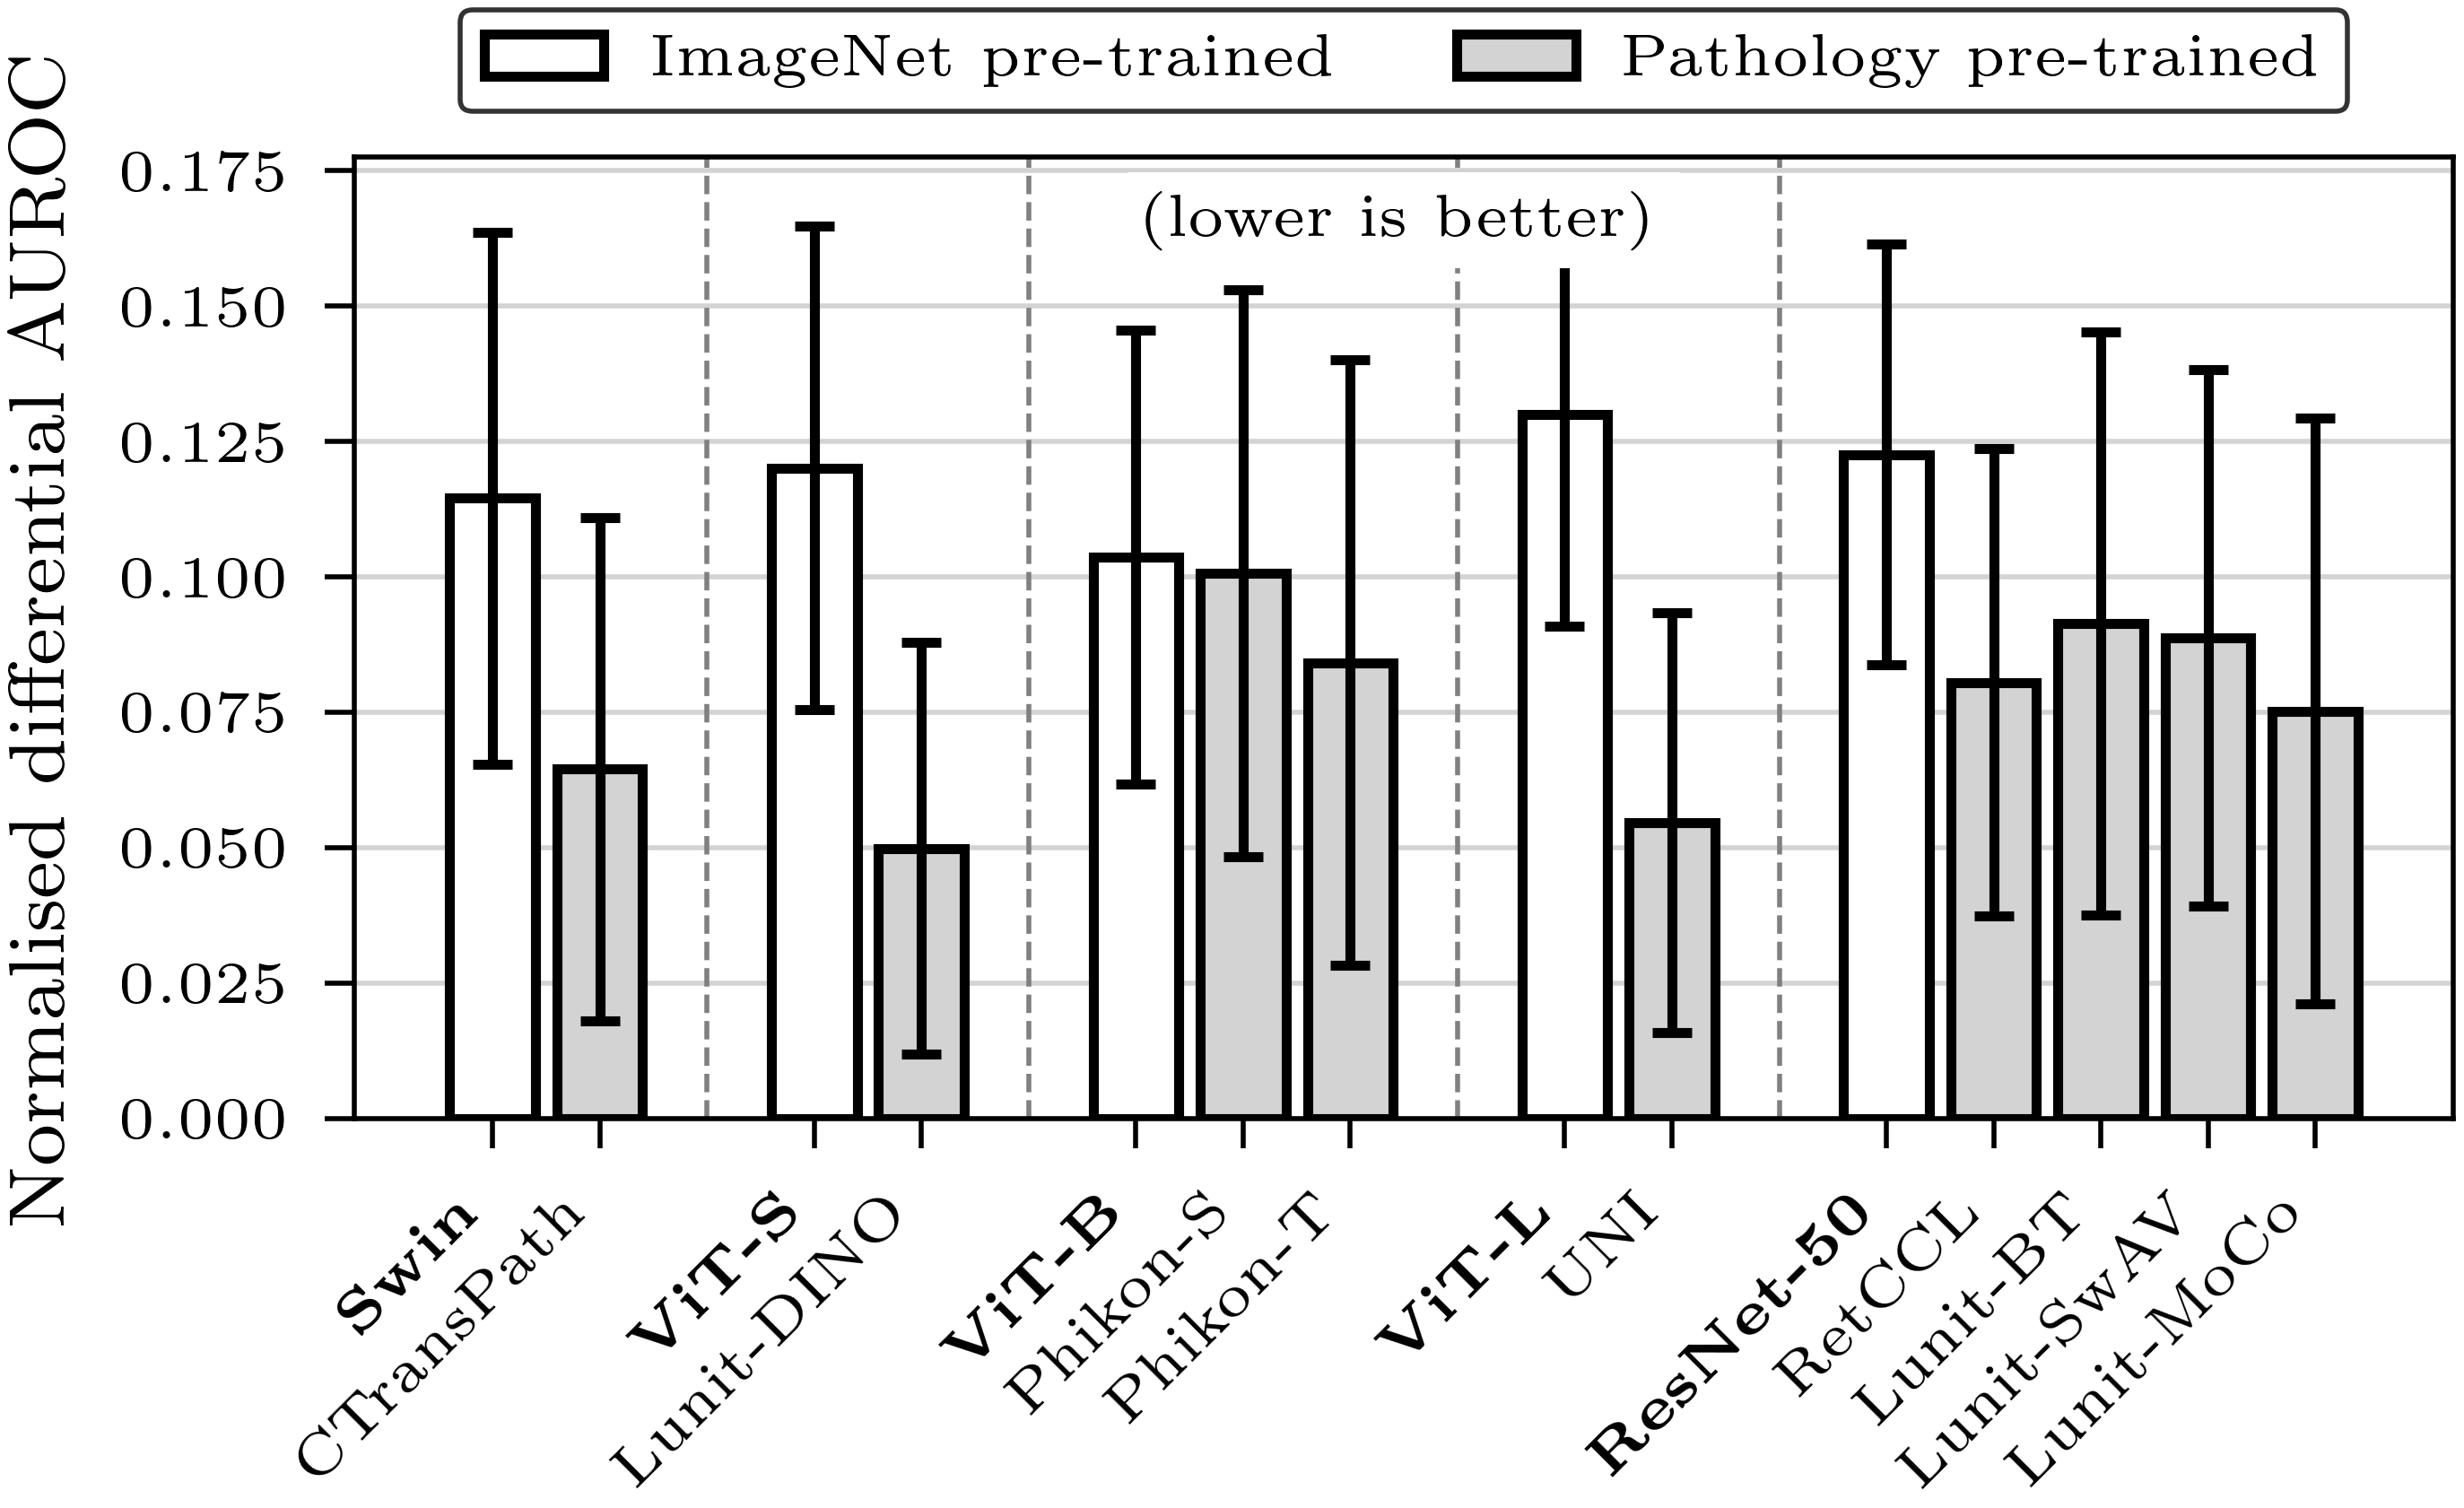 ImageNet pre-trained
Pathology pre-trained
Normalised differential AUROC
0.175
0.150
0.125
0.100
0.075
0.050
0.025
0.000
(lower is better)
Swin
CTransPath
ViT-S
Lunit-DINO
ViT-B
Phikon-S
Phikon-T
ViT-L
UNI
ResNet-50
RetCCL
Lunit-BT
Lunit-SwAV
Lunit-MoCo